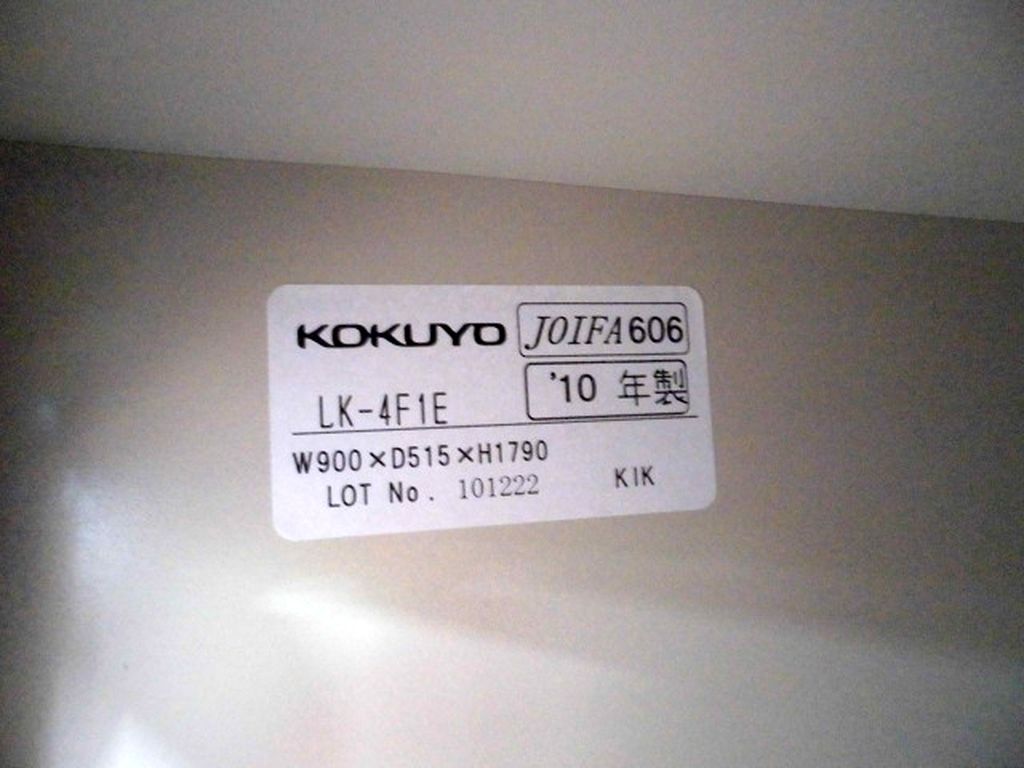 KOKUYO JOIFA606
LK-4F1E '10 年製
W900×D515×H1790
LOT No. 101222 KIK